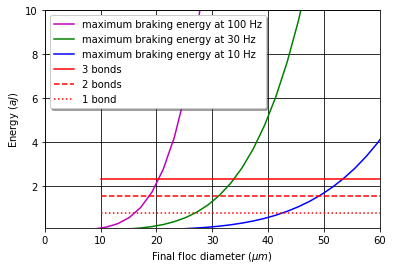 10
8
6
4
2
Energy (aJ)
maximum braking energy at 100 Hz
maximum braking energy at 30 Hz
maximum braking energy at 10 Hz
3 bonds
2 bonds
1 bond
0 10 20 30 40 50 60
Final floc diameter (μm)